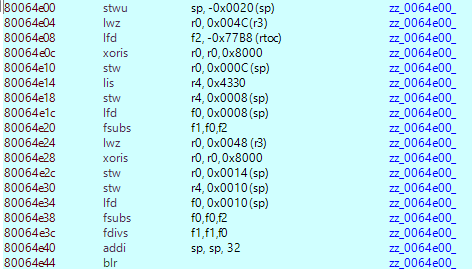 80064e00 stwu sp, -0x0020 (sp) zz_0064e00_
80064e04 lwz r0, 0x004C (r3) zz_0064e00_
80064e08 lfd f2, -0x77B8 (rtoc) zz_0064e00_
80064e0c xoris r0, r0, 0x8000 zz_0064e00_
80064e10 stw r0, 0x000C (sp) zz_0064e00_
80064e14 lis r4, 0x4330 zz_0064e00_
80064e18 stw r4, 0x0008 (sp) zz_0064e00_
80064e1c lfd f0, 0x0008 (sp) zz_0064e00_
80064e20 fsubs f1, f0, f2 zz_0064e00_
80064e24 lwz r0, 0x0048 (r3) zz_0064e00_
80064e28 xoris r0, r0, 0x8000 zz_0064e00_
80064e2c stw r0, 0x0014 (sp) zz_0064e00_
80064e30 stw r4, 0x0010 (sp) zz_0064e00_
80064e34 lfd f0, 0x0010 (sp) zz_0064e00_
80064e38 fsubs f0, f0, f2 zz_0064e00_
80064e3c fdivs f1, f1, f0 zz_0064e00_
80064e40 addi sp, sp, 32 zz_0064e00_
80064e44 blr zz_0064e00_